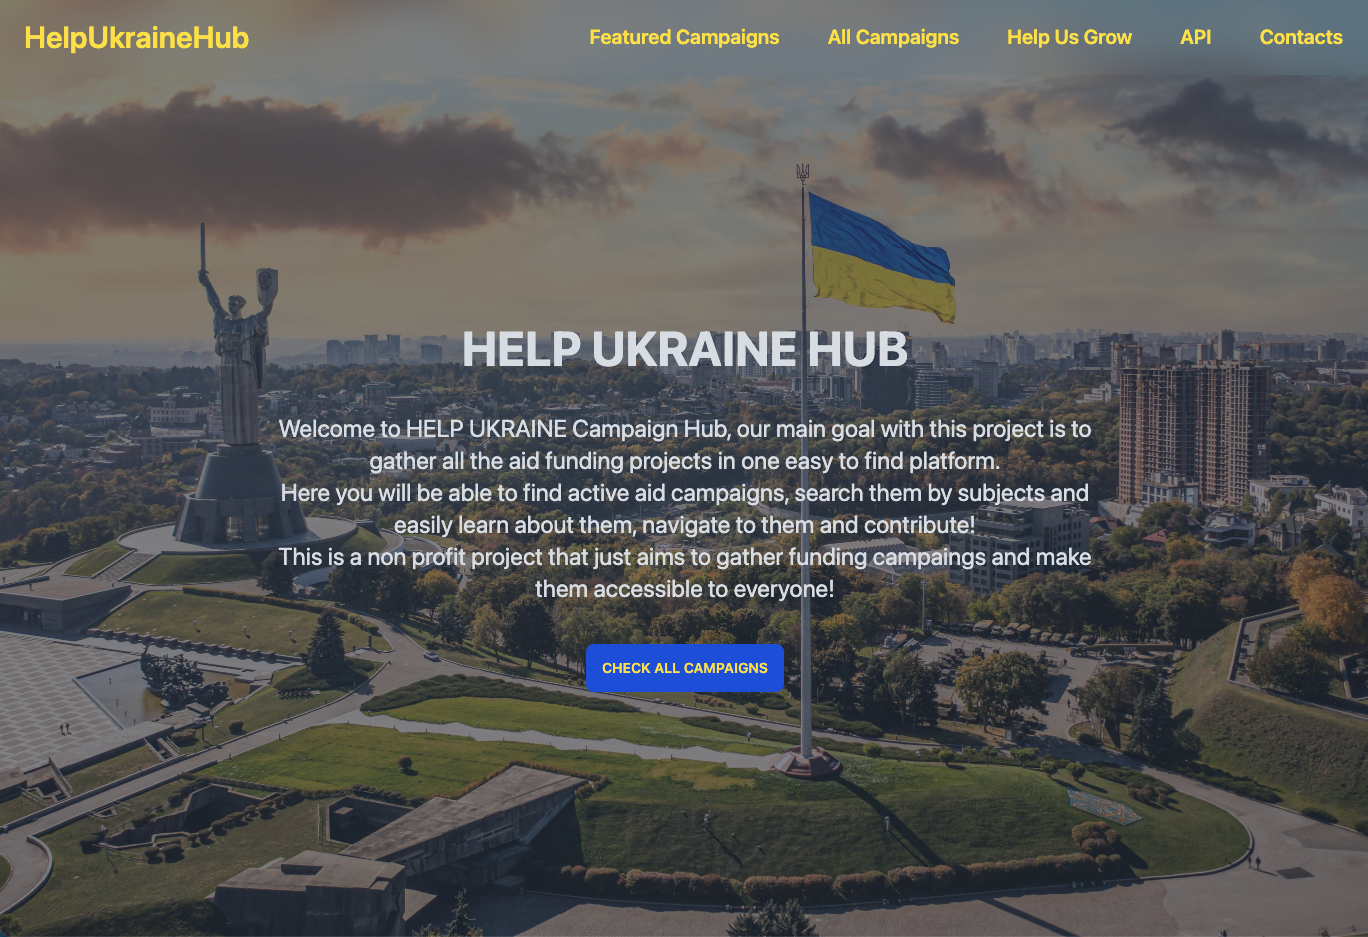 HelpUkraineHub
Featured Campaigns
All Campaigns
Help Us Grow
API
Contacts
HELP UKRAINE HUB
Welcome to HELP UKRAINE Campaign Hub, our main goal with this project is to
gather all the aid funding projects in one easy to find platform.
Here you will be able to find active aid campaigns, search them by subjects and
easily learn about them, navigate to them and contribute!
This is a non profit project that just aims to gather funding campaings and make
them accessible to everyone!
CHECK ALL CAMPAIGNS